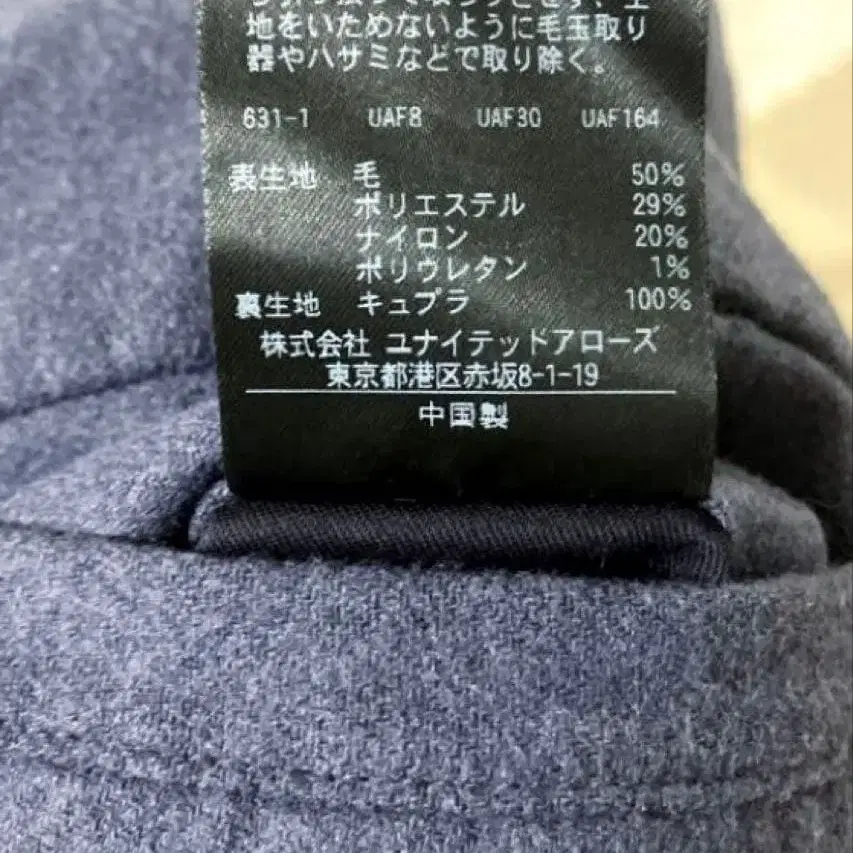 地をいためないように毛玉取り
器やハサミなどで取り除く。
631-1 UAF8 UAF30 UAF164
表生地 毛 50%
ポリエステル 29%
ナイロン 20%
ポリウレタン 1%
裏生地 キュプラ 100%
株式会社 ユナイテッドアローズ
東京都港区赤坂8-1-19
中国製